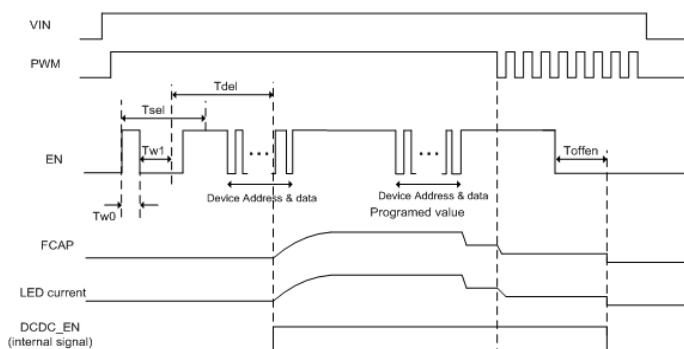 VIN
PWM
Tdel
Tsel
EN
Tw1
Toffen
Device Address & data
Device Address & data
Programed value
Tw0
FCAP
LED current
DCDC_EN
(internal signal)